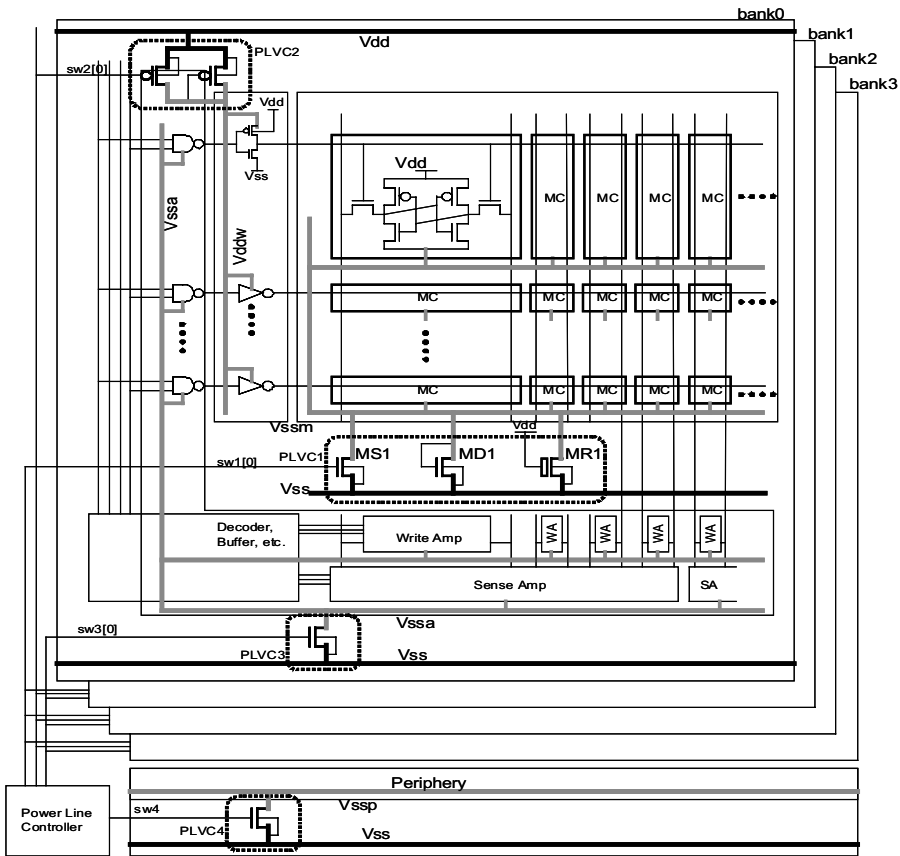 bank0
bank1
bank2
bank3
Vdd
PLVC2
sw2[0]
Vdd
Vss
Vssa
Vddw
Vdd
MC MC MC MC
MC MC MC MC MC
MC MC MC MC MC
Vssm
Vdd
PLVC1 MS1 MD1 MR1
sw1[0]
Vss
Decoder,
Buffer, etc.
Write Amp
WA WA WA WA
Sense Amp
SA
Vssa
sw3[0]
PLVC3
Vss
Periphery
Power Line
Controller
sw4
Vssp
PLVC4
Vss